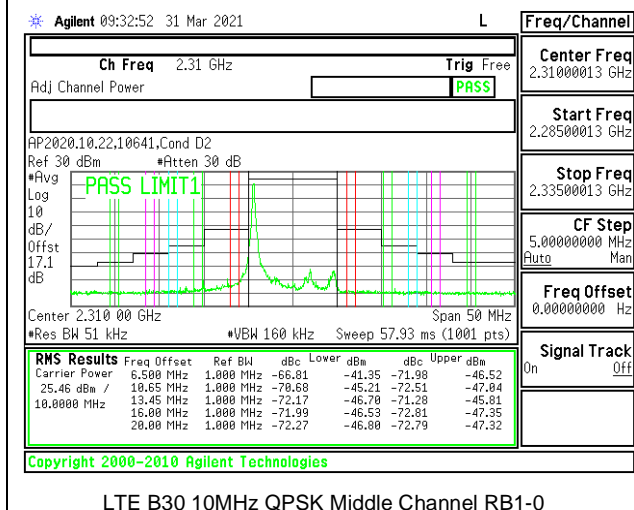 Agilent 09:32:52 31 Mar 2021 L Freq/Channel
Ch Freq 2.31 GHz Trig Free
Adj Channel Power PASS
Center Freq
2.31000013 GHz
Start Freq
2.28500013 GHz
Stop Freq
2.33500013 GHz
CF Step
5.00000000 MHz
Auto Man
Freq Offset
0.00000000 Hz
Signal Track
On Off
AP2020.10.22,10641,Cond D2
Ref 30 dBm #Atten 30 dB
#Avg
Log
10
dB/
Offst
17.1
dB
PASS LIMIT1
Center 2.310 00 GHz Span 50 MHz
#Res BW 51 kHz #VBW 160 kHz Sweep 57.93 ms (1001 pts)
RMS Results Freq Offset Ref BW dBc Lower dBm dBc Upper dBm
Carrier Power 6.500 MHz 1.000 MHz -66.81 -41.35 -71.98 -46.52
25.46 dBm / 10.65 MHz 1.000 MHz -70.68 -45.21 -72.51 -47.04
10.0000 MHz 13.45 MHz 1.000 MHz -72.17 -46.70 -71.28 -45.81
16.00 MHz 1.000 MHz -71.99 -46.53 -72.81 -47.35
20.00 MHz 1.000 MHz -72.27 -46.80 -72.79 -47.32
Copyright 2000-2010 Agilent Technologies
LTE B30 10MHz QPSK Middle Channel RB1-0